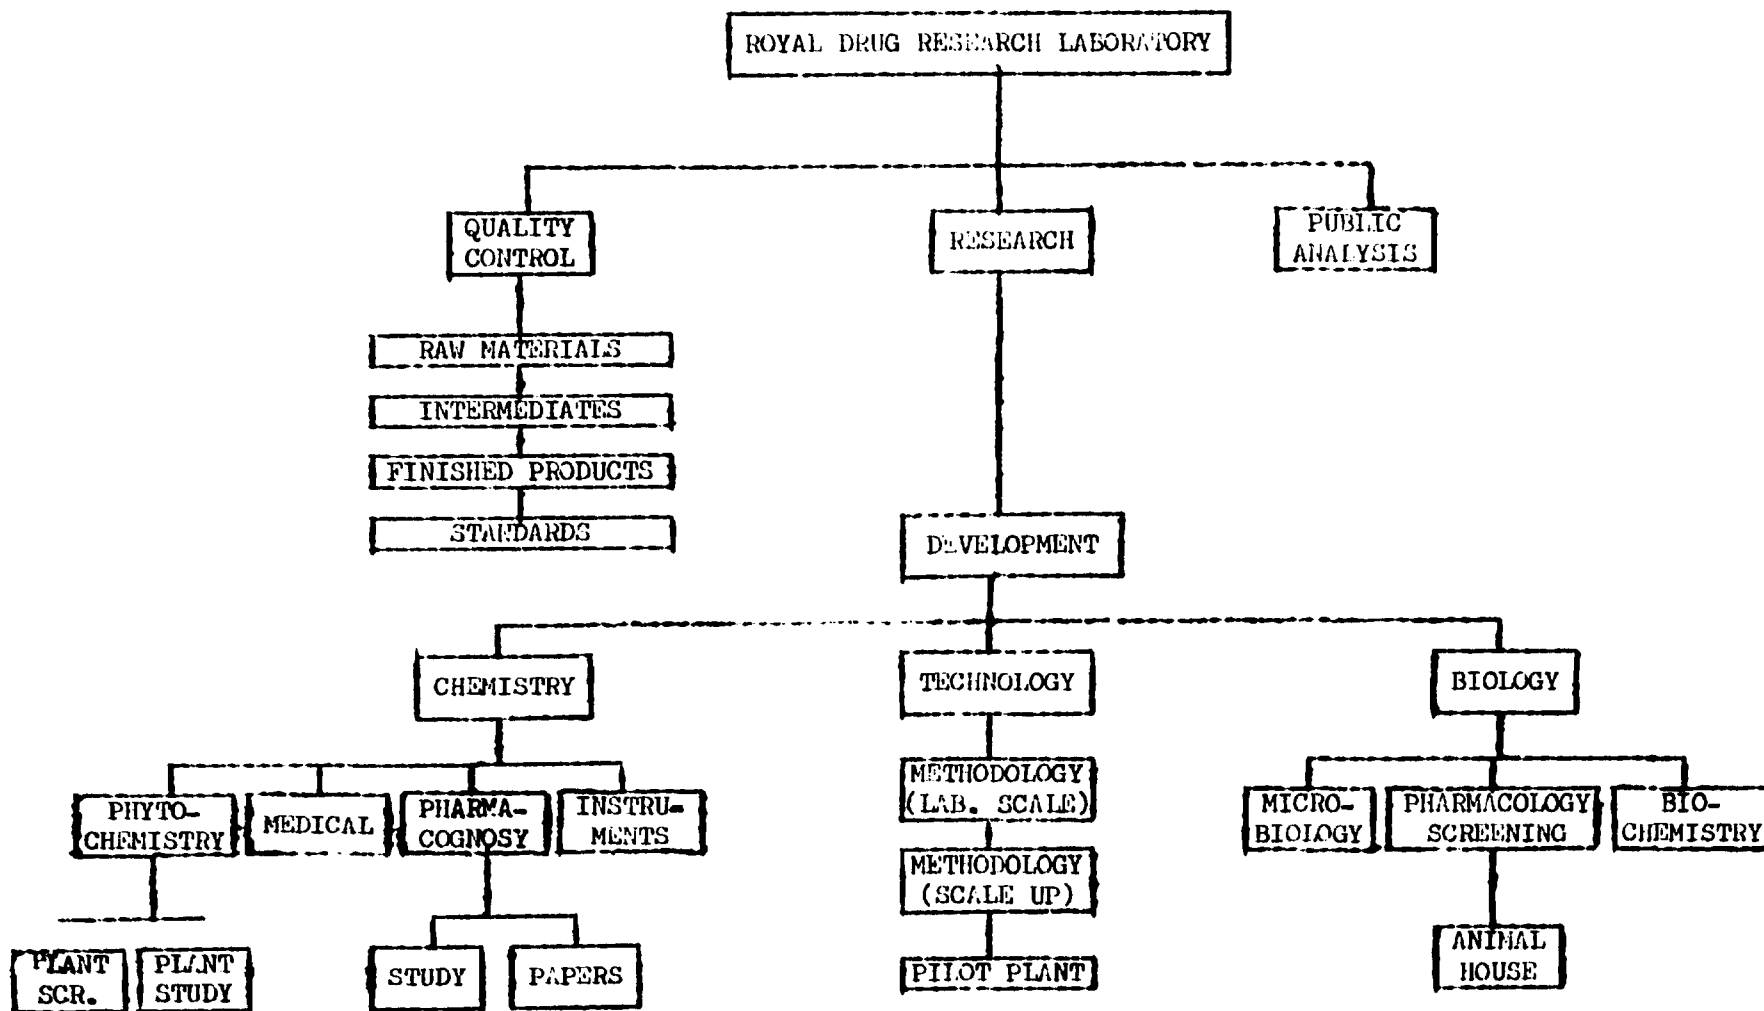 ROYAL DRUG RESEARCH LABORATORY
QUALITY
CONTROL
RESEARCH
PUBLIC
ANALYSIS
RAW MATERIALS
INTERMEDIATES
FINISHED PRODUCTS
STANDARDS
DEVELOPMENT
CHEMISTRY
TECHNOLOGY
BIOLOGY
PHYTO-
CHEMISTRY
MEDICAL
PHARMA-
COGNOSY
INSTRU-
MENTS
METHODOLOGY
(LAB. SCALE)
METHODOLOGY
(SCALE UP)
PILOT PLANT
MICRO-
BIOLOGY
PHARMACOLOGY
SCREENING
BIO-
CHEMISTRY
PLANT
SCR.
PLANT
STUDY
STUDY
PAPERS
ANIMAL
HOUSE